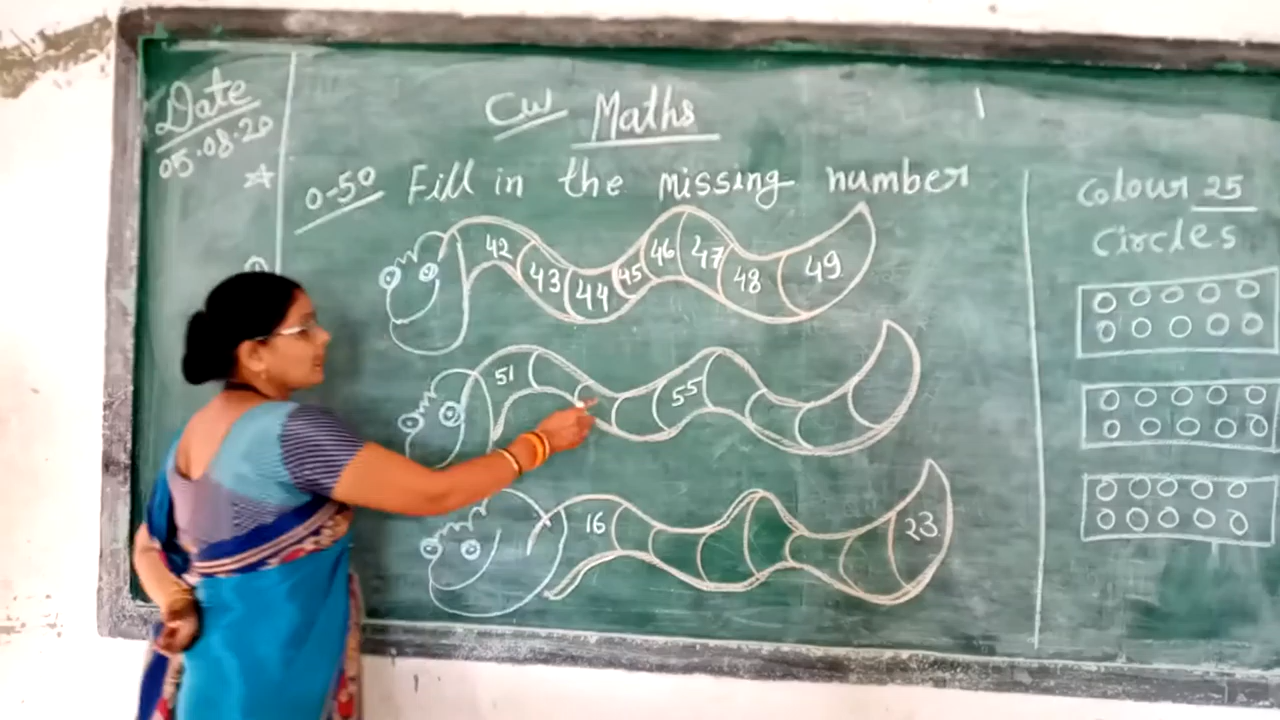 Date
05.08.20
CW Maths
0-50 Fill in the missing number
42 43 44 45 46 47 48 49
51 55
16 23
Colour 25
Circles